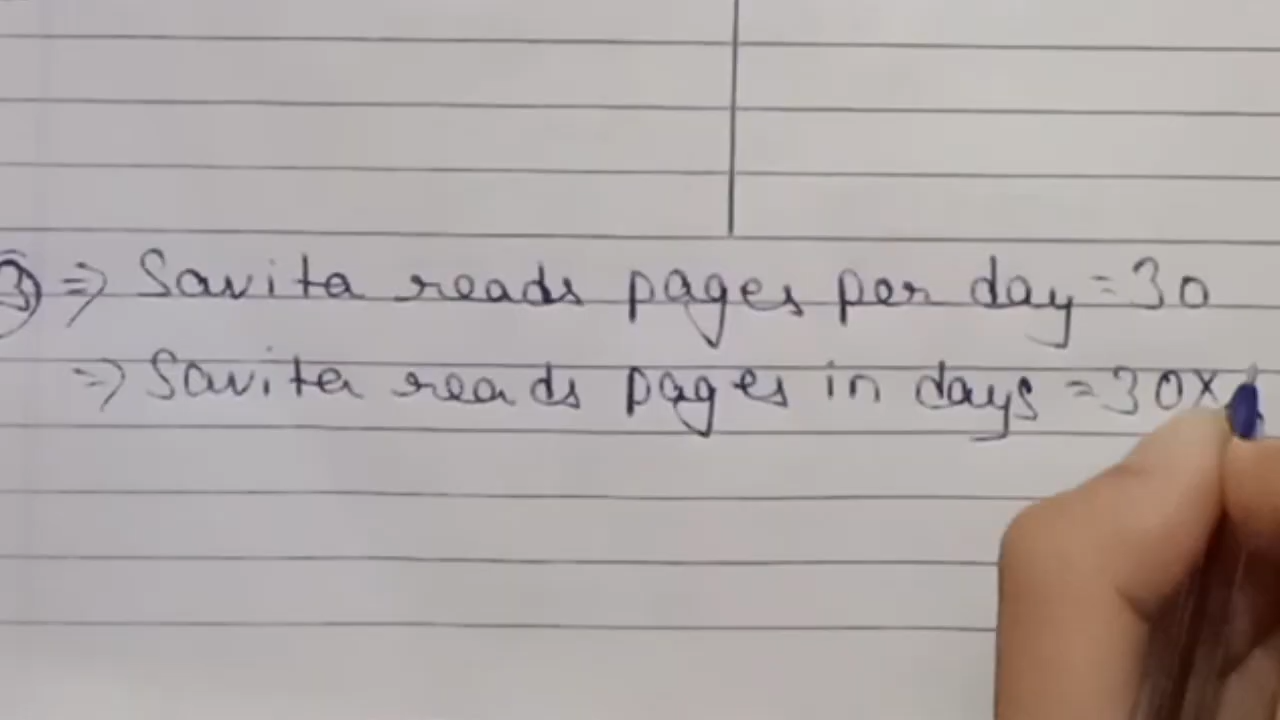 3 ⇒ Savita reads pages per day = 30
⇒ Savita reads pages in days = 30×